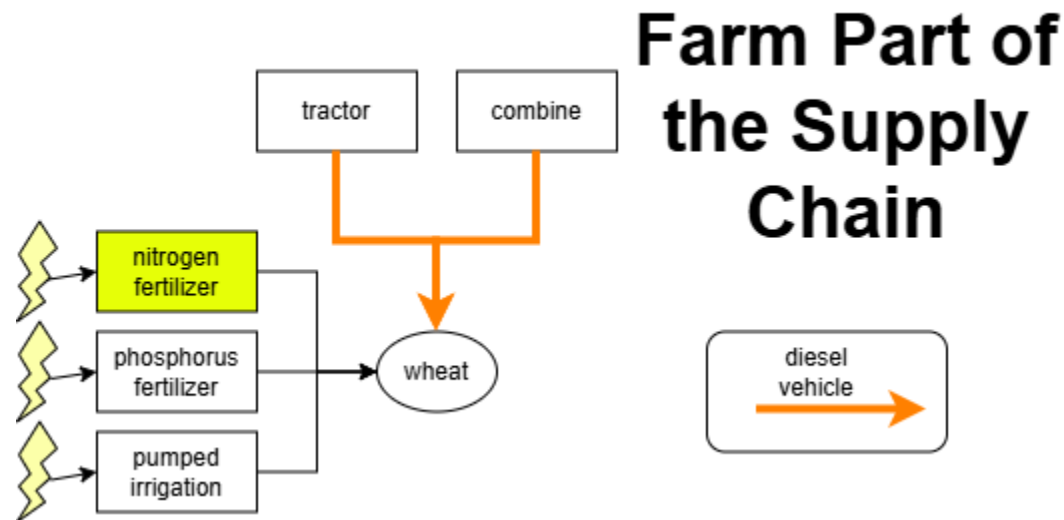 Farm Part of
the Supply
Chain
tractor
combine
nitrogen
fertilizer
phosphorus
fertilizer
wheat
pumped
irrigation
diesel
vehicle